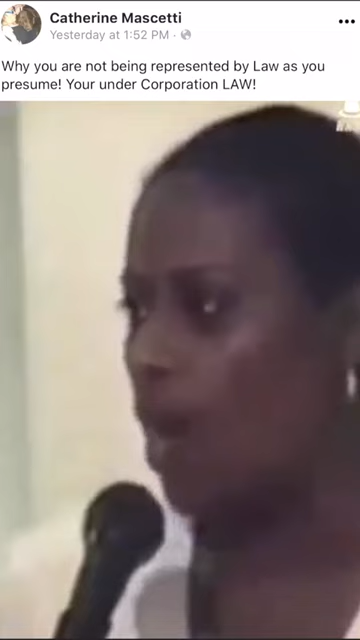 Catherine Mascetti
Yesterday at 1:52 PM ·
Why you are not being represented by Law as you
presume! Your under Corporation LAW!